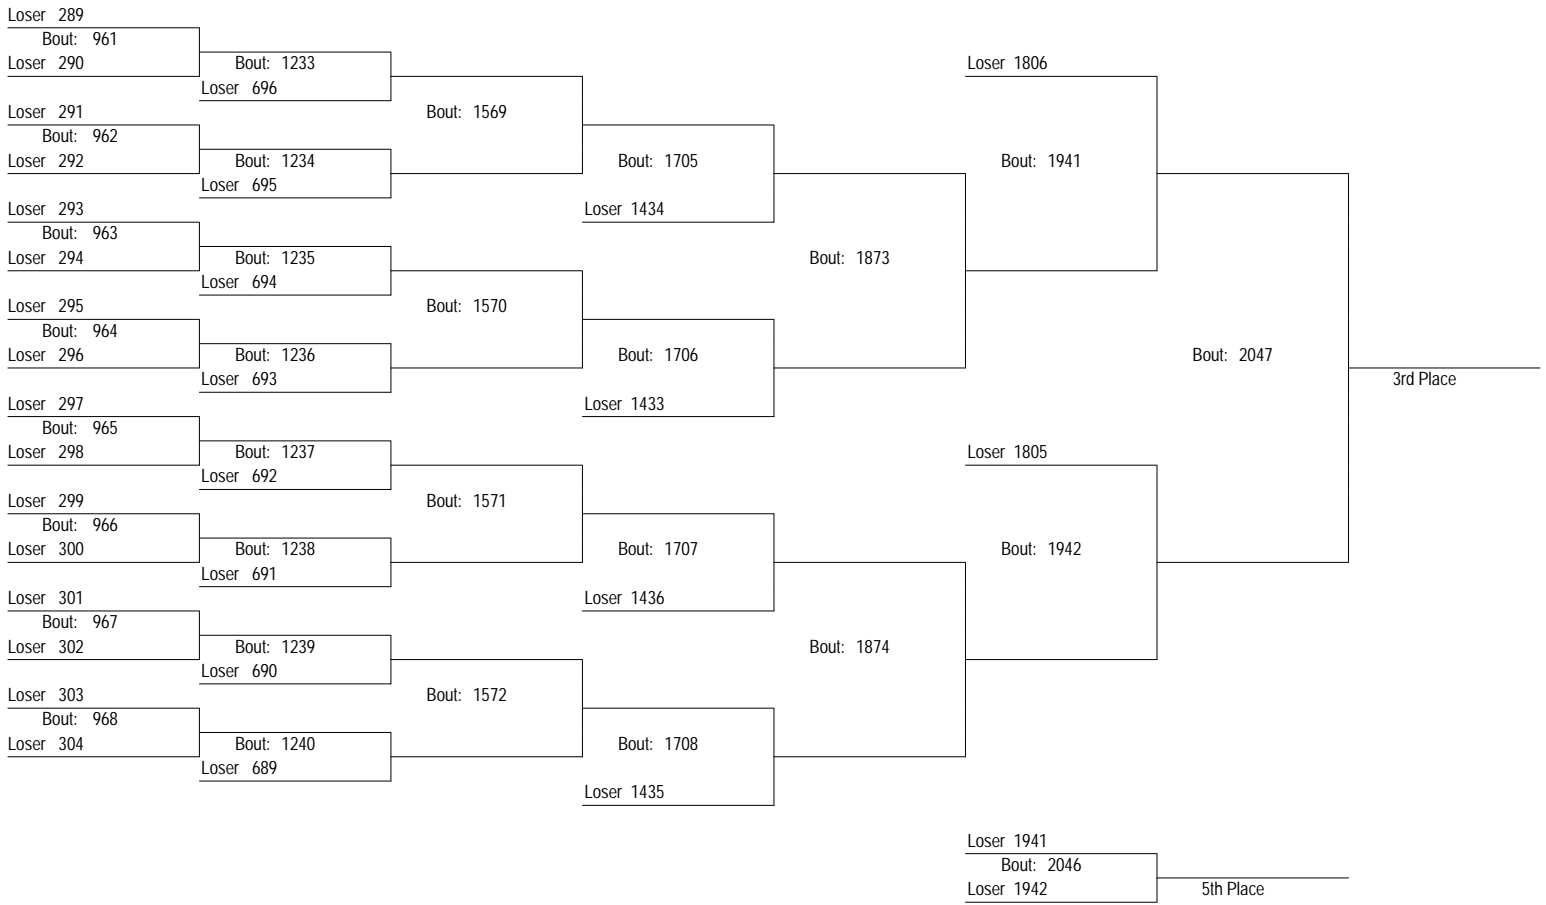 Loser 289
Bout: 961
Loser 290
Bout: 1233
Loser 696
Loser 1806
Loser 291
Bout: 1569
Bout: 962
Loser 292
Bout: 1234
Bout: 1705
Bout: 1941
Loser 695
Loser 293
Loser 1434
Bout: 963
Loser 294
Bout: 1235
Bout: 1873
Loser 694
Loser 295
Bout: 1570
Bout: 964
Loser 296
Bout: 1236
Bout: 1706
Bout: 2047
Loser 693
3rd Place
Loser 297
Loser 1433
Bout: 965
Loser 298
Bout: 1237
Loser 1805
Loser 692
Loser 299
Bout: 1571
Bout: 966
Loser 300
Bout: 1238
Bout: 1707
Bout: 1942
Loser 691
Loser 301
Loser 1436
Bout: 967
Loser 302
Bout: 1239
Bout: 1874
Loser 690
Loser 303
Bout: 1572
Bout: 968
Loser 304
Bout: 1240
Bout: 1708
Loser 689
Loser 1435
Loser 1941
Bout: 2046
Loser 1942
5th Place